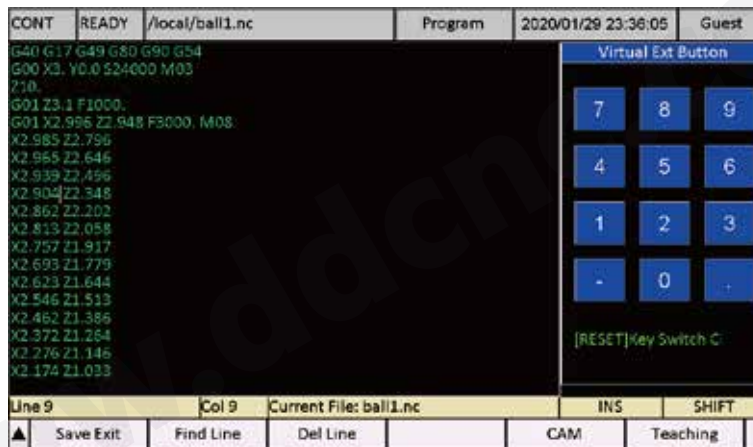 CONT READY /local/ball1.nc Program 2020/01/29 23:36:05 Guest
G40 G17 G49 G80 G90 G54
G00 X3. Y0.0 S24000 M03
Z10.
G01 Z3.1 F1000.
G01 X2.996 Z2.948 F3000. M08
X2.985 Z2.796
X2.965 Z2.646
X2.939 Z2.496
X2.904 Z2.348
X2.862 Z2.202
X2.813 Z2.058
X2.757 Z1.917
X2.693 Z1.779
X2.623 Z1.644
X2.546 Z1.513
X2.462 Z1.386
X2.372 Z1.264
X2.276 Z1.146
X2.174 Z1.033
Virtual Ext Button
7 8 9
4 5 6
1 2 3
- 0 .
[RESET]Key Switch C
Line 9 Col 9 Current File: ball1.nc INS SHIFT
▲ Save Exit Find Line Del Line CAM Teaching